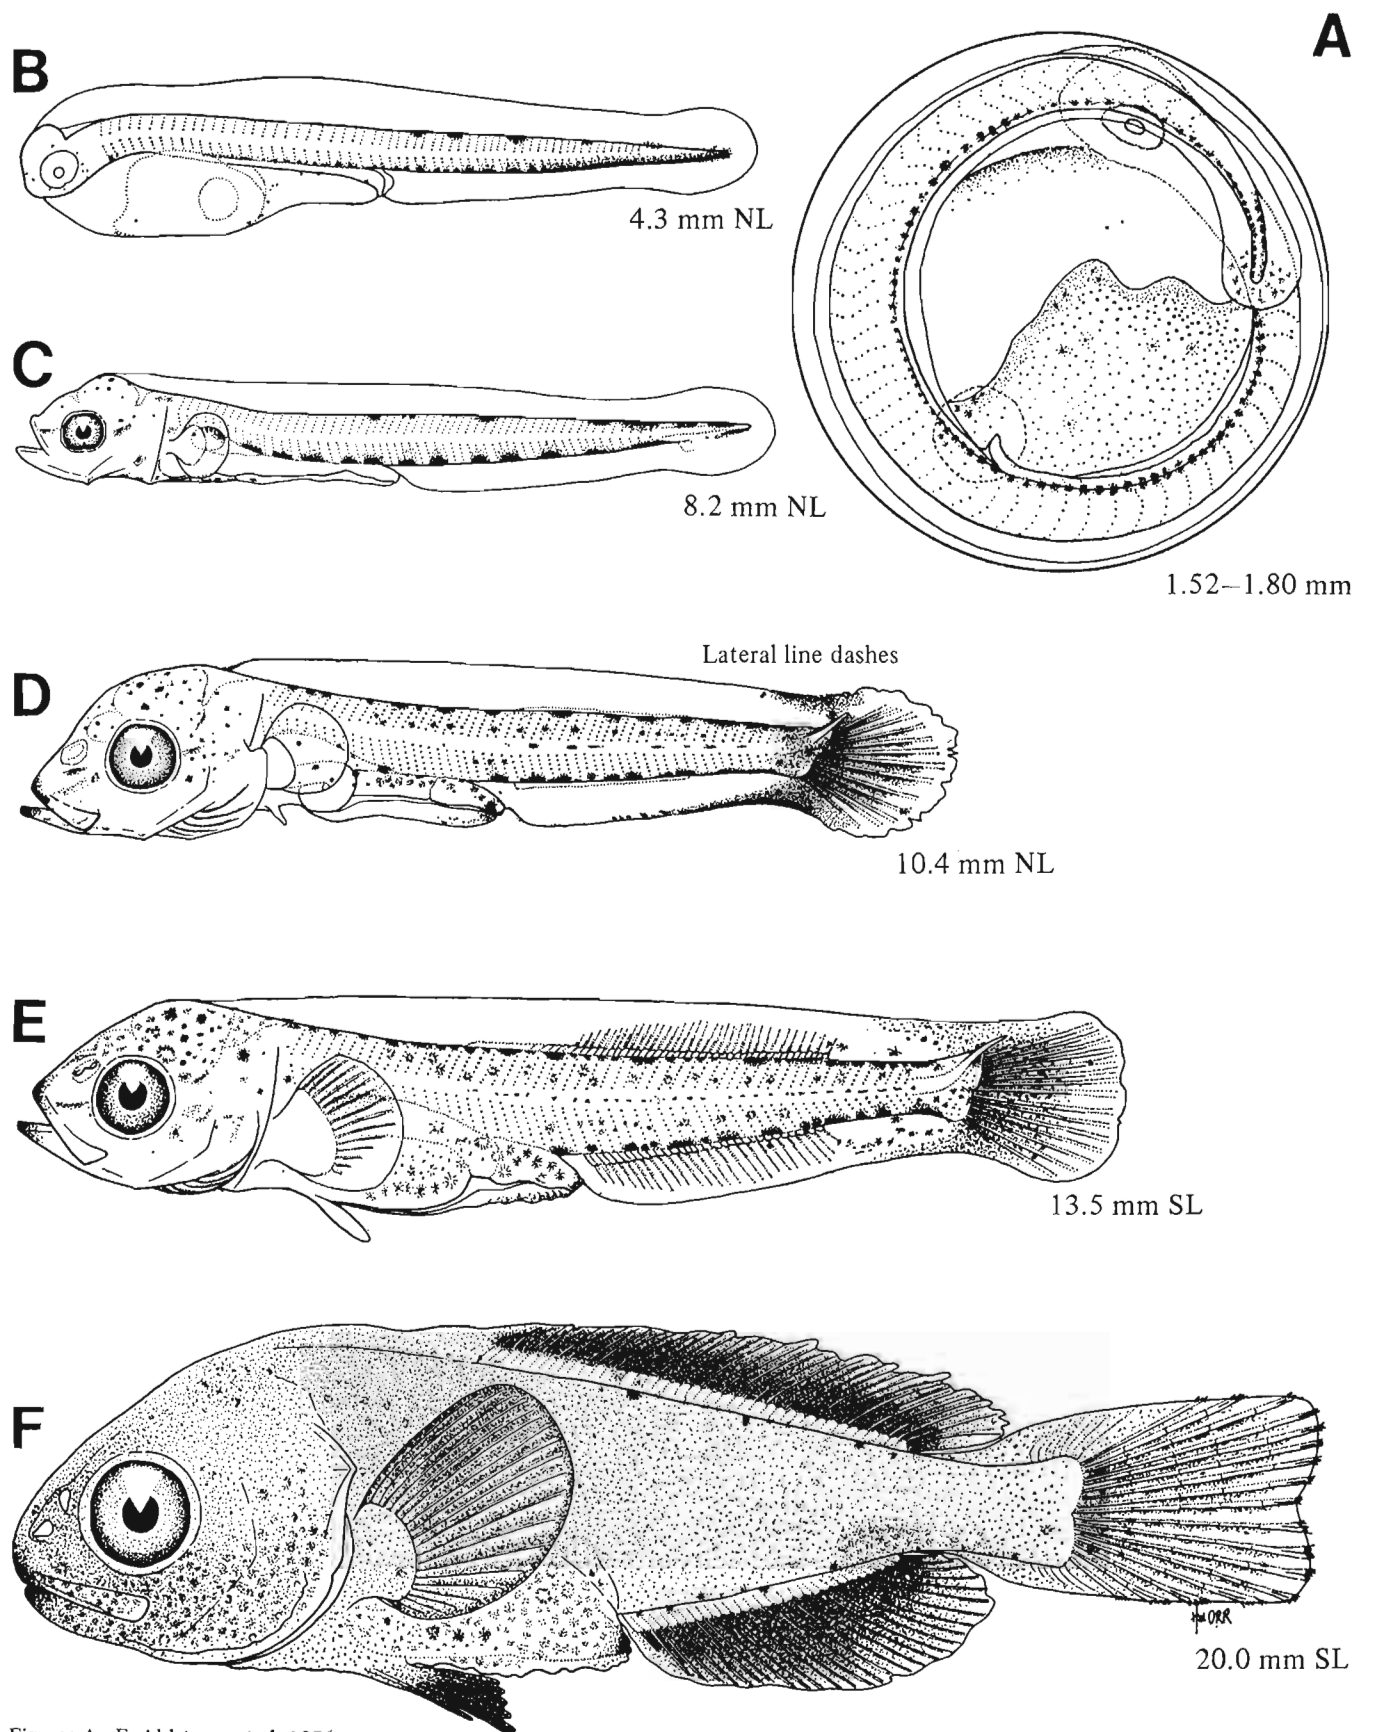 A
B
4.3 mm NL
C
8.2 mm NL
1.52–1.80 mm
Lateral line dashes
D
10.4 mm NL
E
13.5 mm SL
F
ORR
20.0 mm SL